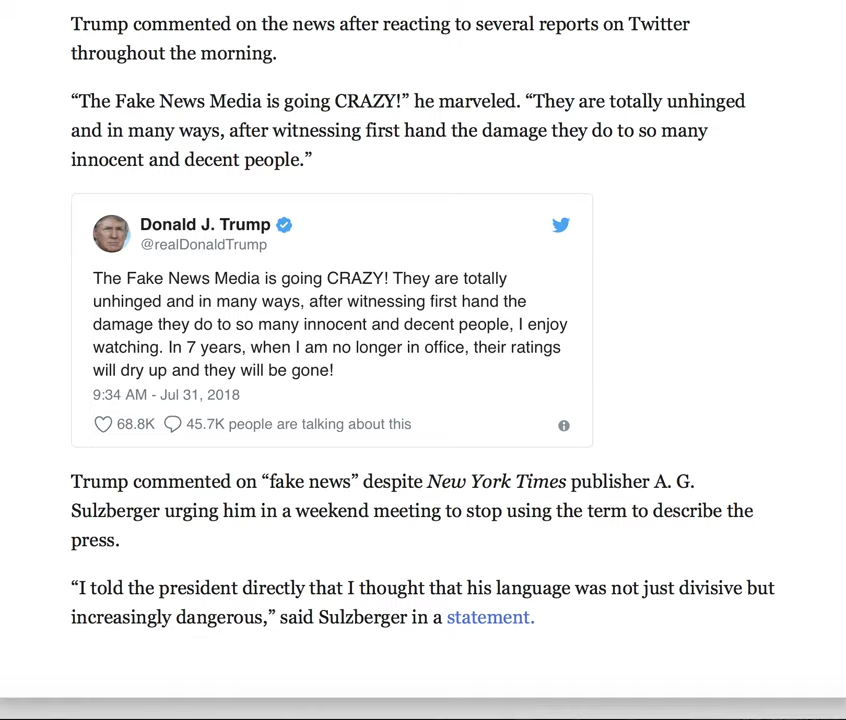 Trump commented on the news after reacting to several reports on Twitter
throughout the morning.
“The Fake News Media is going CRAZY!” he marveled. “They are totally unhinged
and in many ways, after witnessing first hand the damage they do to so many
innocent and decent people.”
Donald J. Trump
@realDonaldTrump
The Fake News Media is going CRAZY! They are totally
unhinged and in many ways, after witnessing first hand the
damage they do to so many innocent and decent people, I enjoy
watching. In 7 years, when I am no longer in office, their ratings
will dry up and they will be gone!
9:34 AM - Jul 31, 2018
68.8K 45.7K people are talking about this
Trump commented on “fake news” despite New York Times publisher A. G.
Sulzberger urging him in a weekend meeting to stop using the term to describe the
press.
“I told the president directly that I thought that his language was not just divisive but
increasingly dangerous,” said Sulzberger in a statement.